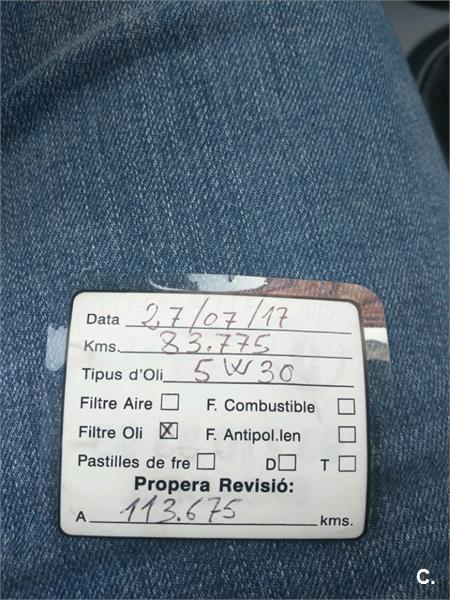 Data 27/07/17
Kms. 83.775
Tipus d'Oli 5W30
Filtre Aire F. Combustible
Filtre Oli X F. Antipol.len
Pastilles de fre D T
Propera Revisió:
A 113.675 kms.
C.